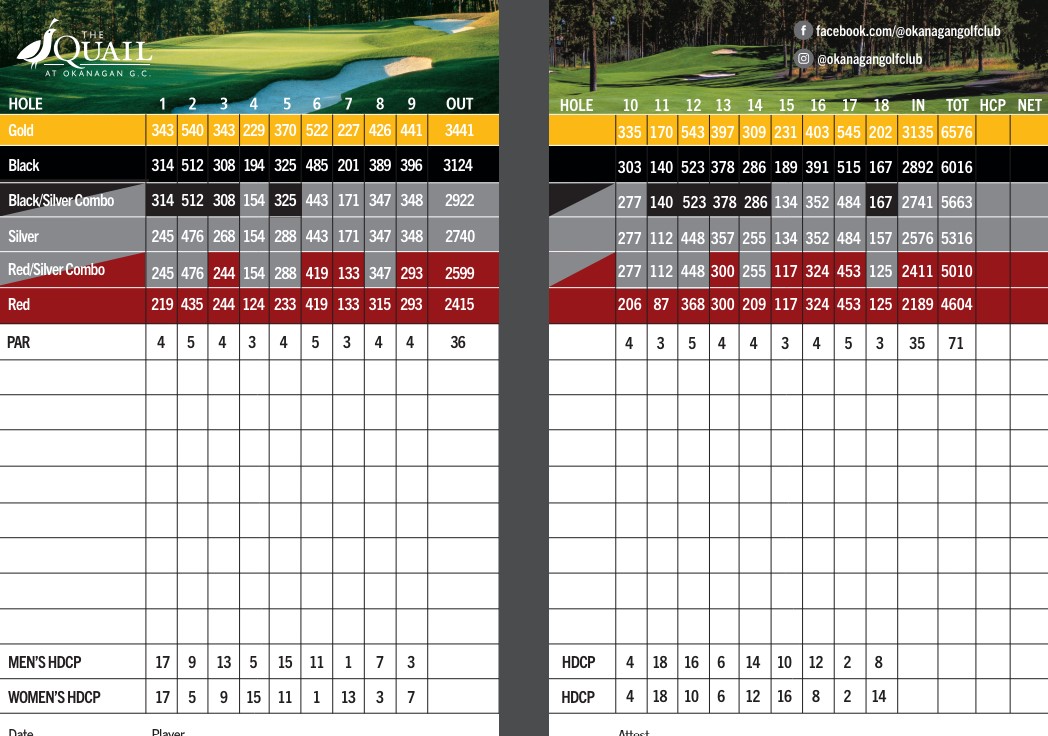 THE
QUAIL
AT OKANAGAN G.C.
HOLE 1 2 3 4 5 6 7 8 9 OUT
Gold 343 540 343 229 370 522 227 426 441 3441
Black 314 512 308 194 325 485 201 389 396 3124
Black/Silver Combo 314 512 308 154 325 443 171 347 348 2922
Silver 245 476 268 154 288 443 171 347 348 2740
Red/Silver Combo 245 476 244 154 288 419 133 347 293 2599
Red 219 435 244 124 233 419 133 315 293 2415
PAR 4 5 4 3 4 5 3 4 4 36
MEN'S HDCP 17 9 13 5 15 11 1 7 3
WOMEN'S HDCP 17 5 9 15 11 1 13 3 7
Date Player
facebook.com/@okanagangolfclub
@okanagangolfclub
HOLE 10 11 12 13 14 15 16 17 18 IN TOT HCP NET
335 170 543 397 309 231 403 545 202 3135 6576
303 140 523 378 286 189 391 515 167 2892 6016
277 140 523 378 286 134 352 484 167 2741 5663
277 112 448 357 255 134 352 484 157 2576 5316
277 112 448 300 255 117 324 453 125 2411 5010
206 87 368 300 209 117 324 453 125 2189 4604
4 3 5 4 4 3 4 5 3 35 71
HDCP 4 18 16 6 14 10 12 2 8
HDCP 4 18 10 6 12 16 8 2 14
Attest